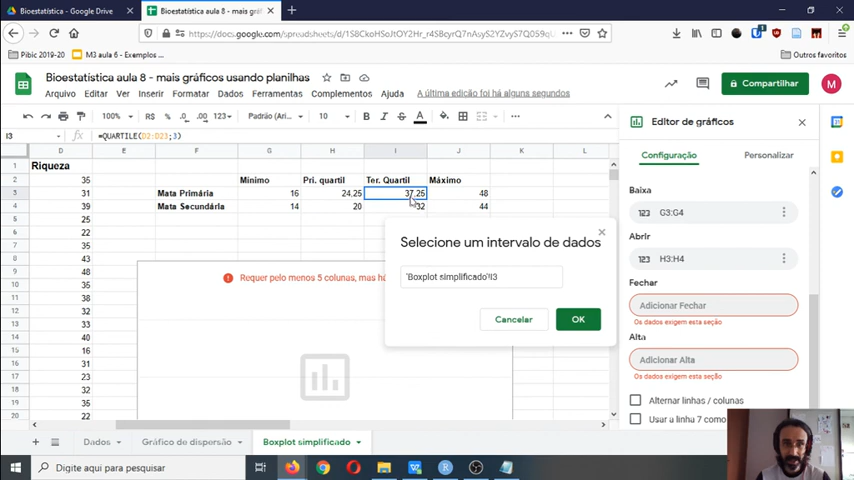 Bioestatística – Google Drive
Bioestatística aula 8 - mais gráf
https://docs.google.com/spreadsheets/d/1S8CkoHSoJtOY2Hr_r4SBcyrQ7nAsyS2YZvyS7Q059ql
Pibic 2019-20
M3 aula 6 - Exemplos ...
Outros favoritos
Bioestatística aula 8 - mais gráficos usando planilhas
Arquivo Editar Ver Inserir Formatar Dados Ferramentas Complementos Ajuda
A última edição foi há alguns segundos
Compartilhar
M
100% R$ % .0 .00 123 Padrão (Ari... 10 B I S A
I3 fx =QUARTILE(D2:D23;3)
D E F G H I J K
1 Riqueza
2 35 Mínimo Pri. quartil Ter. Quartil Máximo
3 31 Mata Primária 16 24,25 37,25 48
4 39 Mata Secundária 14 20 32 44
5 25
6 22
7 35
8 43
9 48
10 35
11 38
12 32
13 33
14 40
15 16
16 31
17 23
18 32
19 35
20 22
Requer pelo menos 5 colunas, mas há
Selecione um intervalo de dados
'Boxplot simplificado'!I3
Cancelar
OK
Editor de gráficos
Configuração
Personalizar
Baixa
123 G3:G4
Abrir
123 H3:H4
Fechar
Adicionar Fechar
Os dados exigem esta seção
Alta
Adicionar Alta
Os dados exigem esta seção
Alternar linhas / colunas
Usar a linha 7 como
Dados
Gráfico de dispersão
Boxplot simplificado
Digite aqui para pesquisar